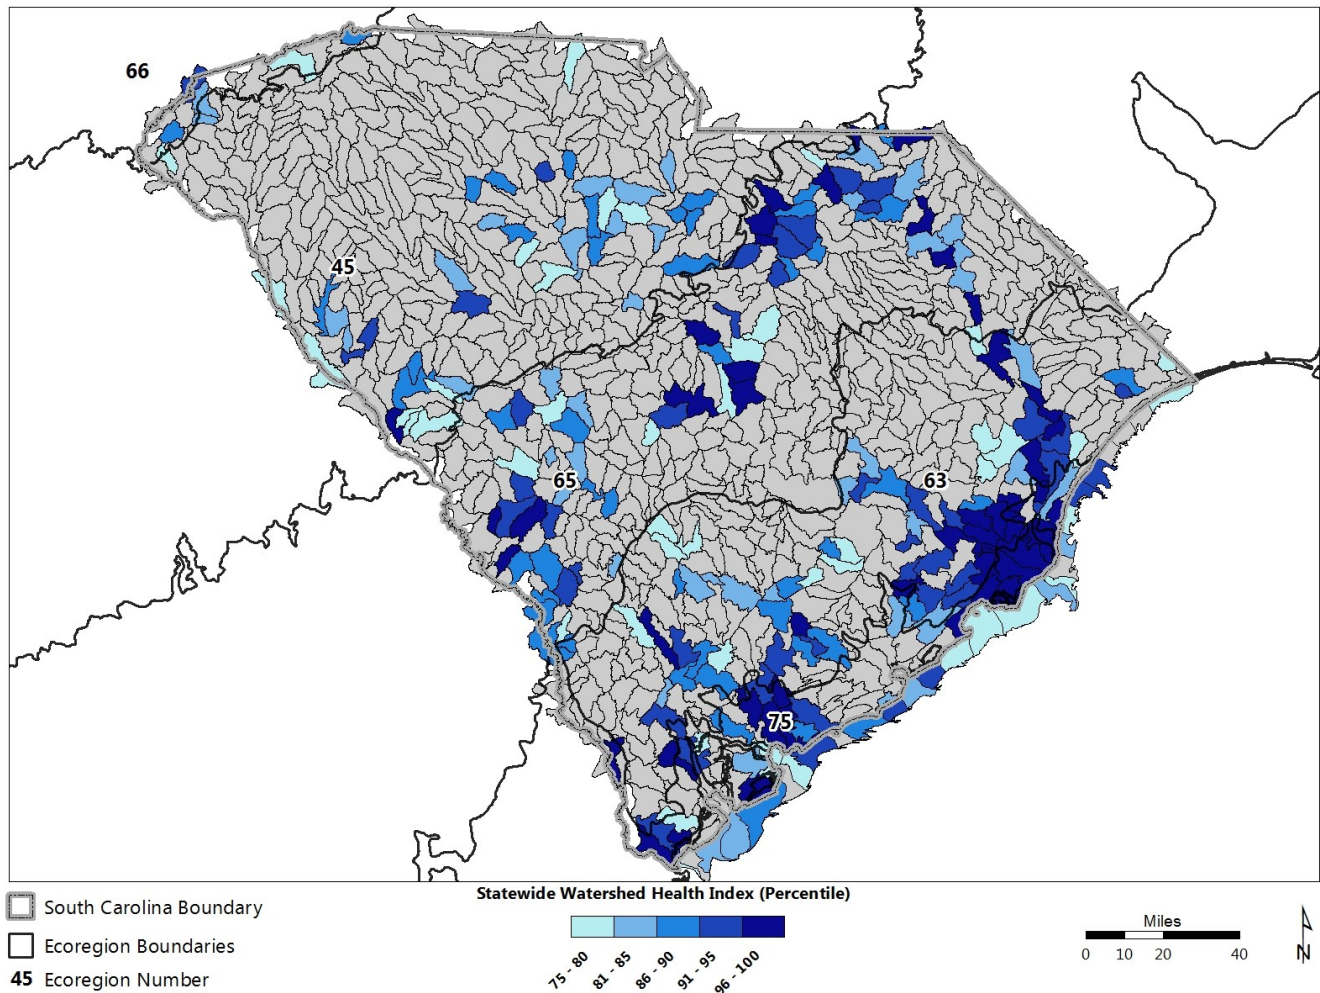 66
45
65
63
75
South Carolina Boundary
Ecoregion Boundaries
45 Ecoregion Number
Statewide Watershed Health Index (Percentile)
75 - 80
81 - 85
86 - 90
91 - 95
96 - 100
Miles
0 10 20 40
N